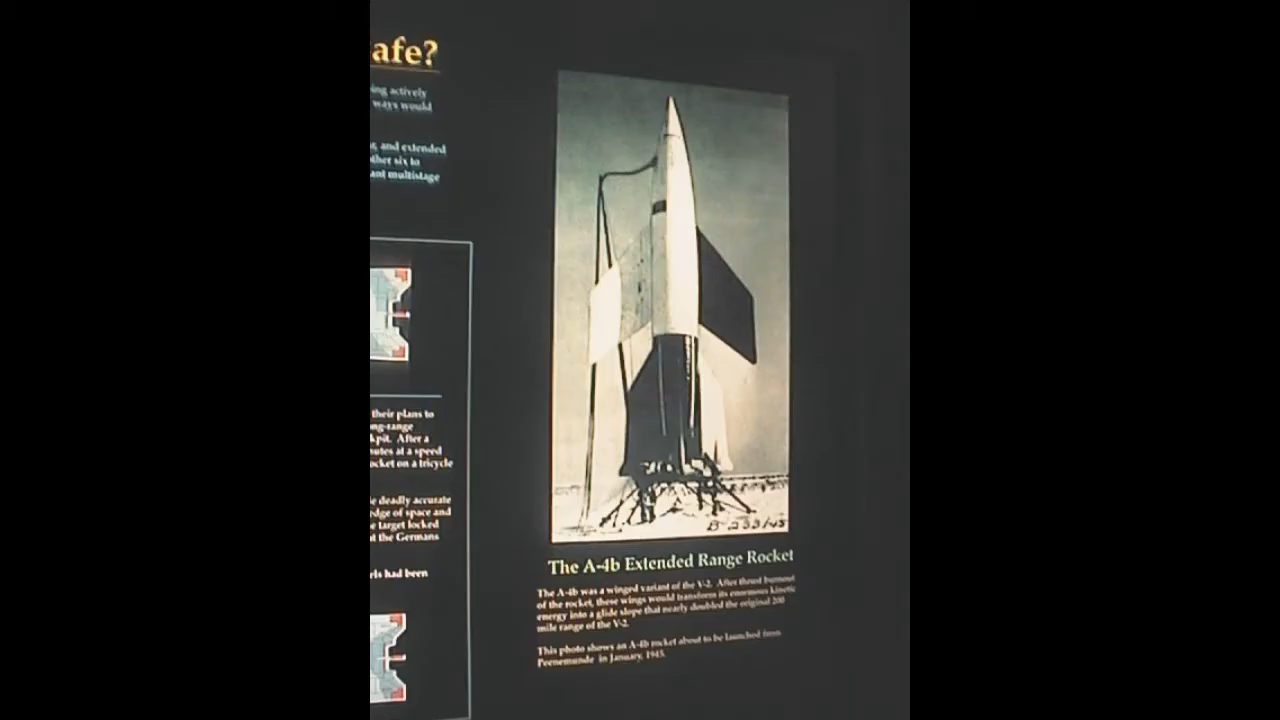 afe?
ing actively
ways would
, and extended
ther six to
ant multistage
their plans to
ng-range
kpit. After a
nutes at a speed
ocket on a tricycle
e deadly accurate
edge of space and
e target locked
at the Germans
rls had been
B 233/45
The A-4b Extended Range Rocket
The A-4b was a winged variant of the V-2. After thrust burnout
of the rocket, these wings would transform its enormous kinetic
energy into a glide slope that nearly doubled the original 200
mile range of the V-2.
This photo shows an A-4b rocket about to be launched from
Peenemunde in January, 1945.